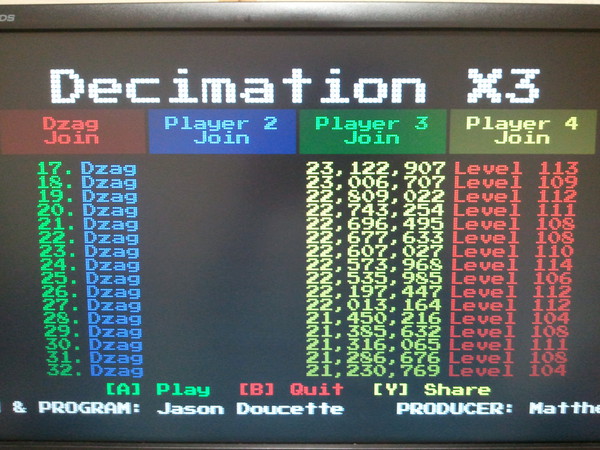 DS
Decimation X3
Dzag Join Player 2 Join Player 3 Join Player 4 Join
17. Dzag 23,122,907 Level 113
18. Dzag 23,006,707 Level 109
19. Dzag 22,809,022 Level 112
20. Dzag 22,743,254 Level 111
21. Dzag 22,696,495 Level 108
22. Dzag 22,677,633 Level 108
23. Dzag 22,607,027 Level 110
24. Dzag 22,573,968 Level 114
25. Dzag 22,539,985 Level 106
26. Dzag 22,197,447 Level 112
27. Dzag 22,013,164 Level 112
28. Dzag 21,450,216 Level 104
29. Dzag 21,385,632 Level 108
30. Dzag 21,316,065 Level 111
31. Dzag 21,286,676 Level 108
32. Dzag 21,230,769 Level 104
[A] Play [B] Quit [Y] Share
& PROGRAM: Jason Doucette PRODUCER: Matthe